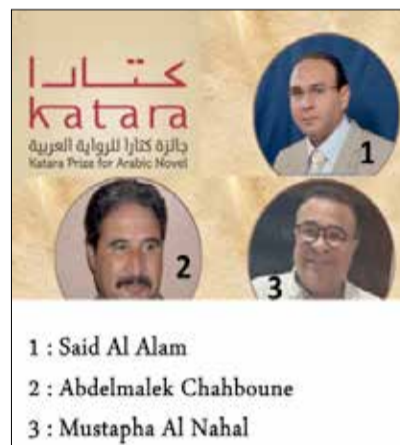 كتارا
katara
جائزة كتارا للرواية العربية
Katara Prize for Arabic Novel
1
2
3
1 : Said Al Alam
2 : Abdelmalek Chahboune
3 : Mustapha Al Nahal